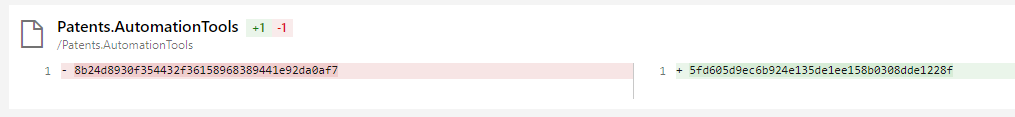 Patents.AutomationTools +1 -1
/Patents.AutomationTools
1 - 8b24d8930f354432f36158968389441e92da0af7
1 + 5fd605d9ec6b924e135de1ee158b0308dde1228f